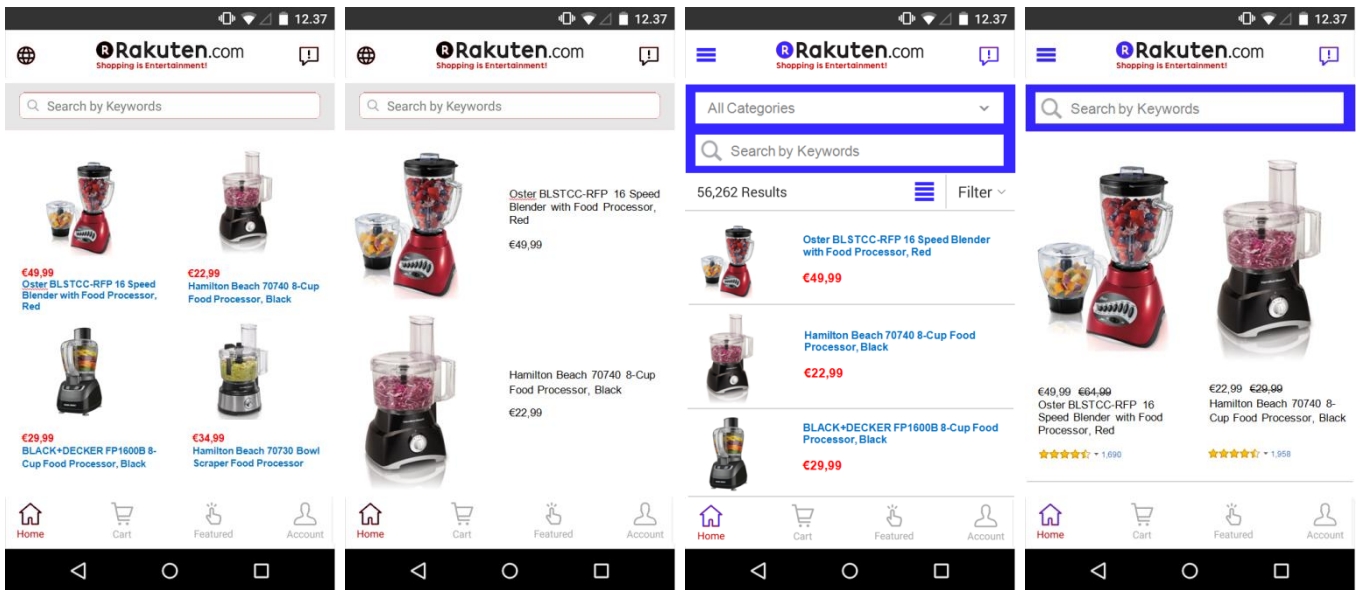 12.37
R Rakuten.com
Shopping is Entertainment!
Search by Keywords
€49,99
Oster BLSTCC-RFP 16 Speed
Blender with Food Processor,
Red
€22,99
Hamilton Beach 70740 8-Cup
Food Processor, Black
€29,99
BLACK+DECKER FP1600B 8-
Cup Food Processor, Black
€34,99
Hamilton Beach 70730 Bowl
Scraper Food Processor
Home Cart Featured Account
12.37
R Rakuten.com
Shopping is Entertainment!
Search by Keywords
Oster BLSTCC-RFP 16 Speed
Blender with Food Processor,
Red
€49,99
Hamilton Beach 70740 8-Cup
Food Processor, Black
€22,99
Home Cart Featured Account
12.37
R Rakuten.com
Shopping is Entertainment!
All Categories
Search by Keywords
56,262 Results Filter
Oster BLSTCC-RFP 16 Speed Blender
with Food Processor, Red
€49,99
Hamilton Beach 70740 8-Cup Food
Processor, Black
€22,99
BLACK+DECKER FP1600B 8-Cup Food
Processor, Black
€29,99
Home Cart Featured Account
12.37
R Rakuten.com
Shopping is Entertainment!
Search by Keywords
€49,99 €64,99
Oster BLSTCC-RFP 16
Speed Blender with Food
Processor, Red
1,690
€22,99 €29,99
Hamilton Beach 70740 8-
Cup Food Processor, Black
1,958
Home Cart Featured Account